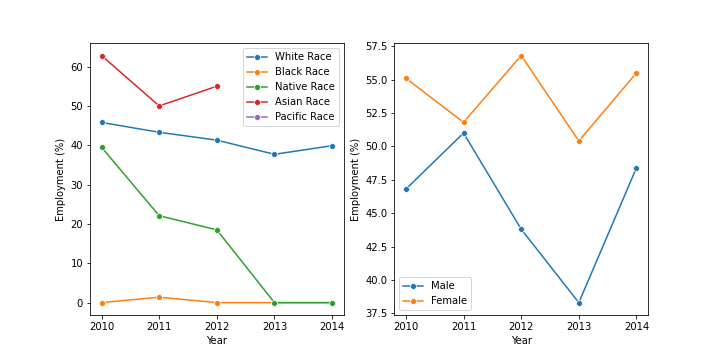 Employment (%)
60
50
40
30
20
10
0
2010 2011 2012 2013 2014
Year
White Race
Black Race
Native Race
Asian Race
Pacific Race
Employment (%)
57.5
55.0
52.5
50.0
47.5
45.0
42.5
40.0
37.5
2010 2011 2012 2013 2014
Year
Male
Female